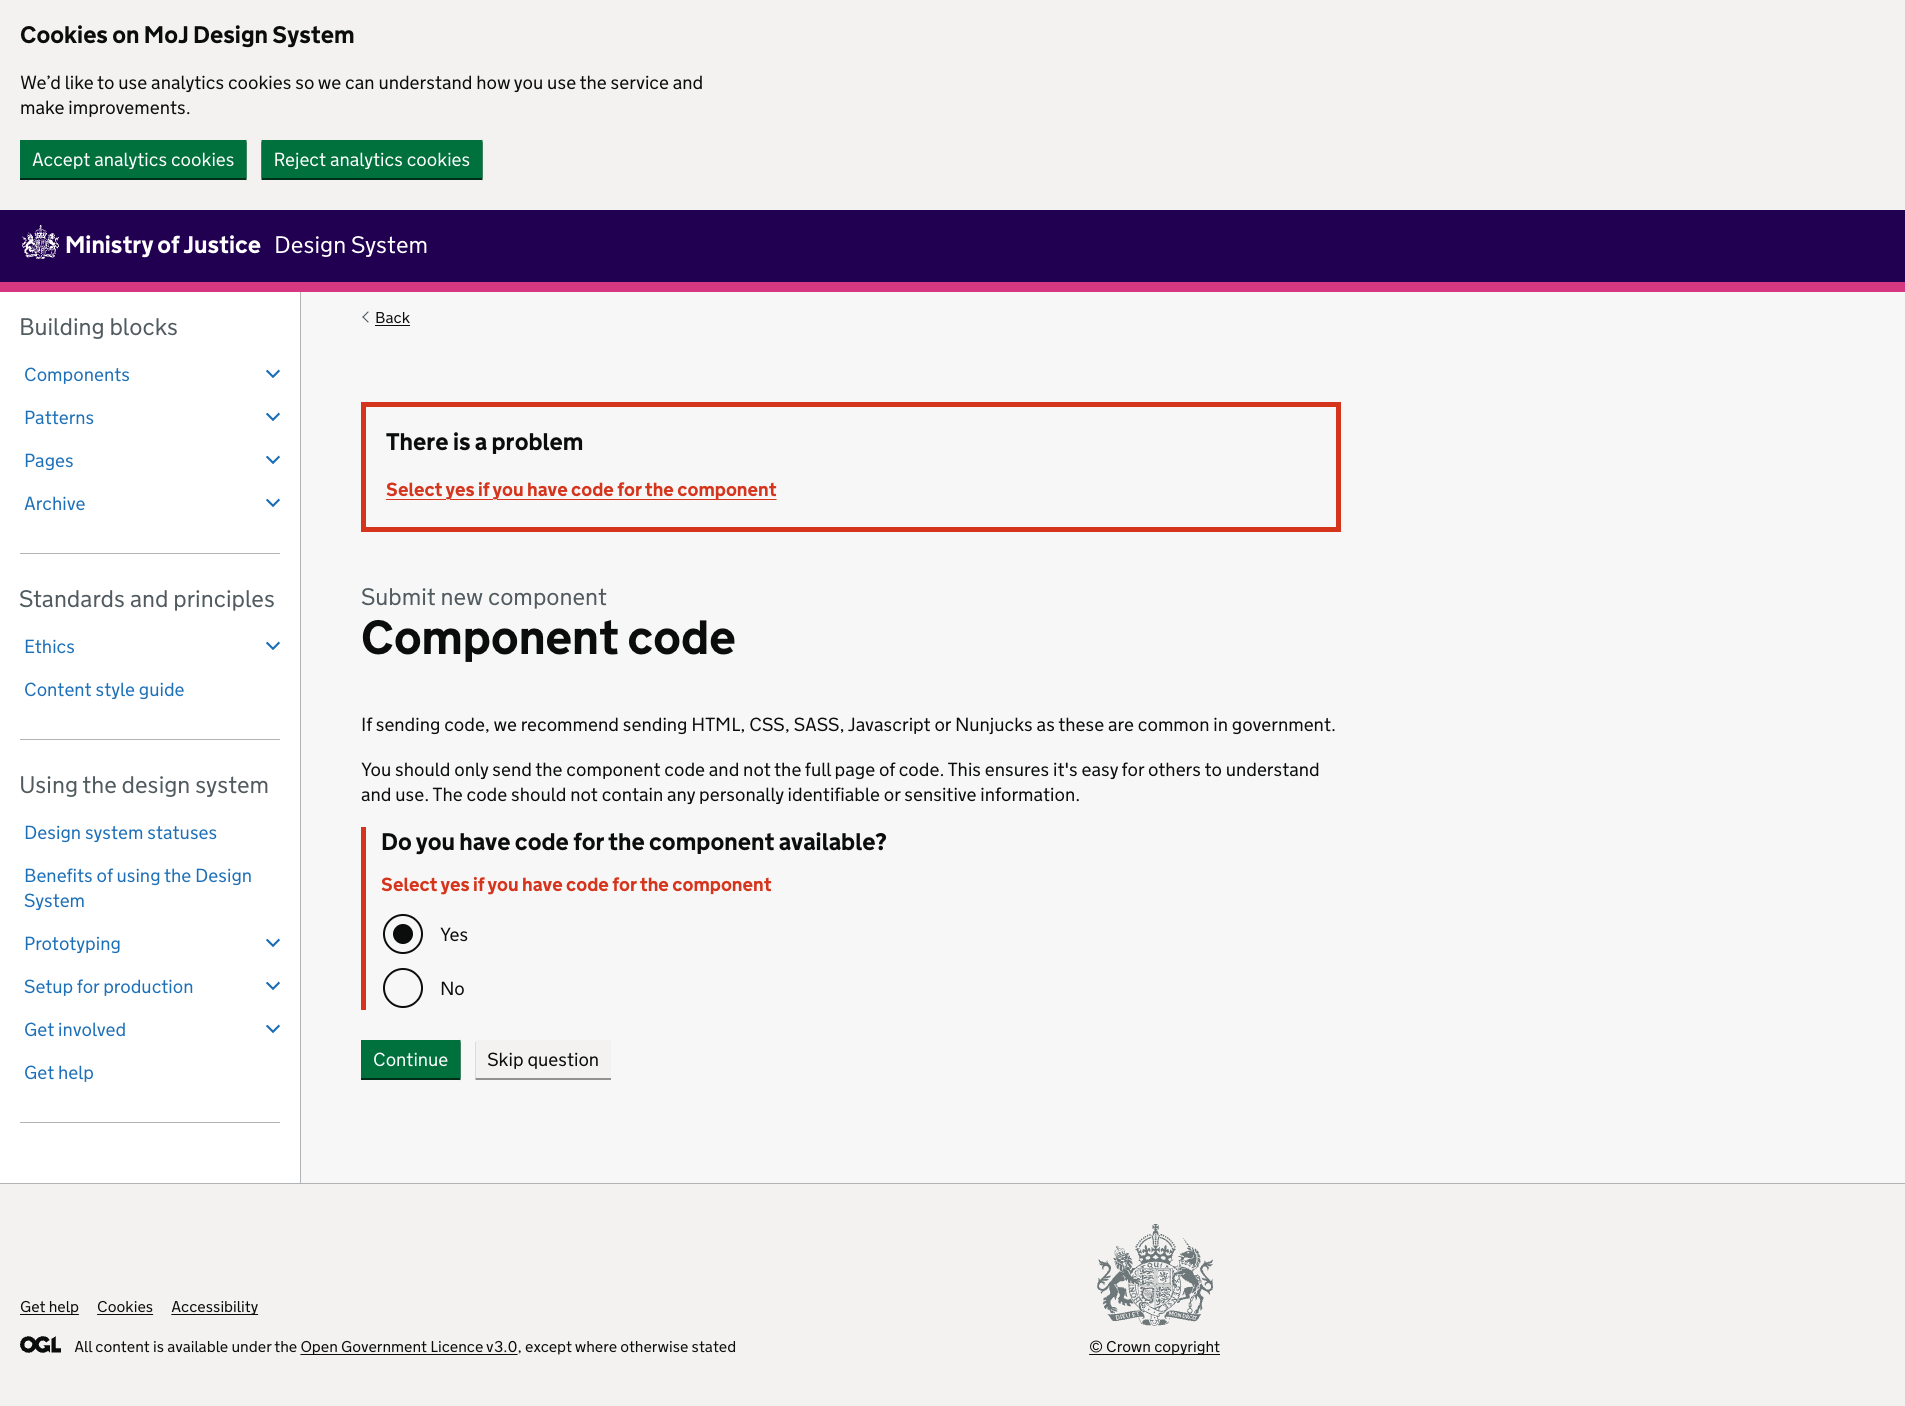 Cookies on MoJ Design System
We’d like to use analytics cookies so we can understand how you use the service and
make improvements.
Accept analytics cookies
Reject analytics cookies
Ministry of Justice Design System
Building blocks
Components
Patterns
Pages
Archive
Standards and principles
Ethics
Content style guide
Using the design system
Design system statuses
Benefits of using the Design
System
Prototyping
Setup for production
Get involved
Get help
Back
There is a problem
Select yes if you have code for the component
Submit new component
Component code
If sending code, we recommend sending HTML, CSS, SASS, Javascript or Nunjucks as these are common in government.
You should only send the component code and not the full page of code. This ensures it's easy for others to understand
and use. The code should not contain any personally identifiable or sensitive information.
Do you have code for the component available?
Select yes if you have code for the component
Yes
No
Continue
Skip question
Get help
Cookies
Accessibility
OGL All content is available under the Open Government Licence v3.0, except where otherwise stated
© Crown copyright